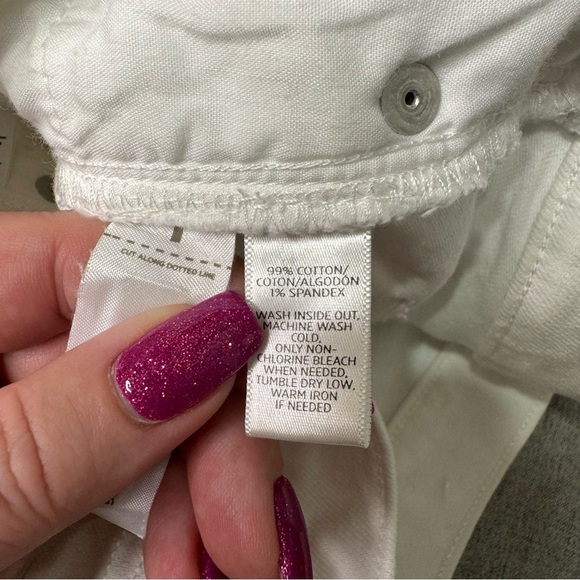 CUT ALONG DOTTED LINE
99% COTTON/
COTON/ALGODÓN
1% SPANDEX
WASH INSIDE OUT,
MACHINE WASH
COLD,
ONLY NON-
CHLORINE BLEACH
WHEN NEEDED,
TUMBLE DRY LOW,
WARM IRON
IF NEEDED